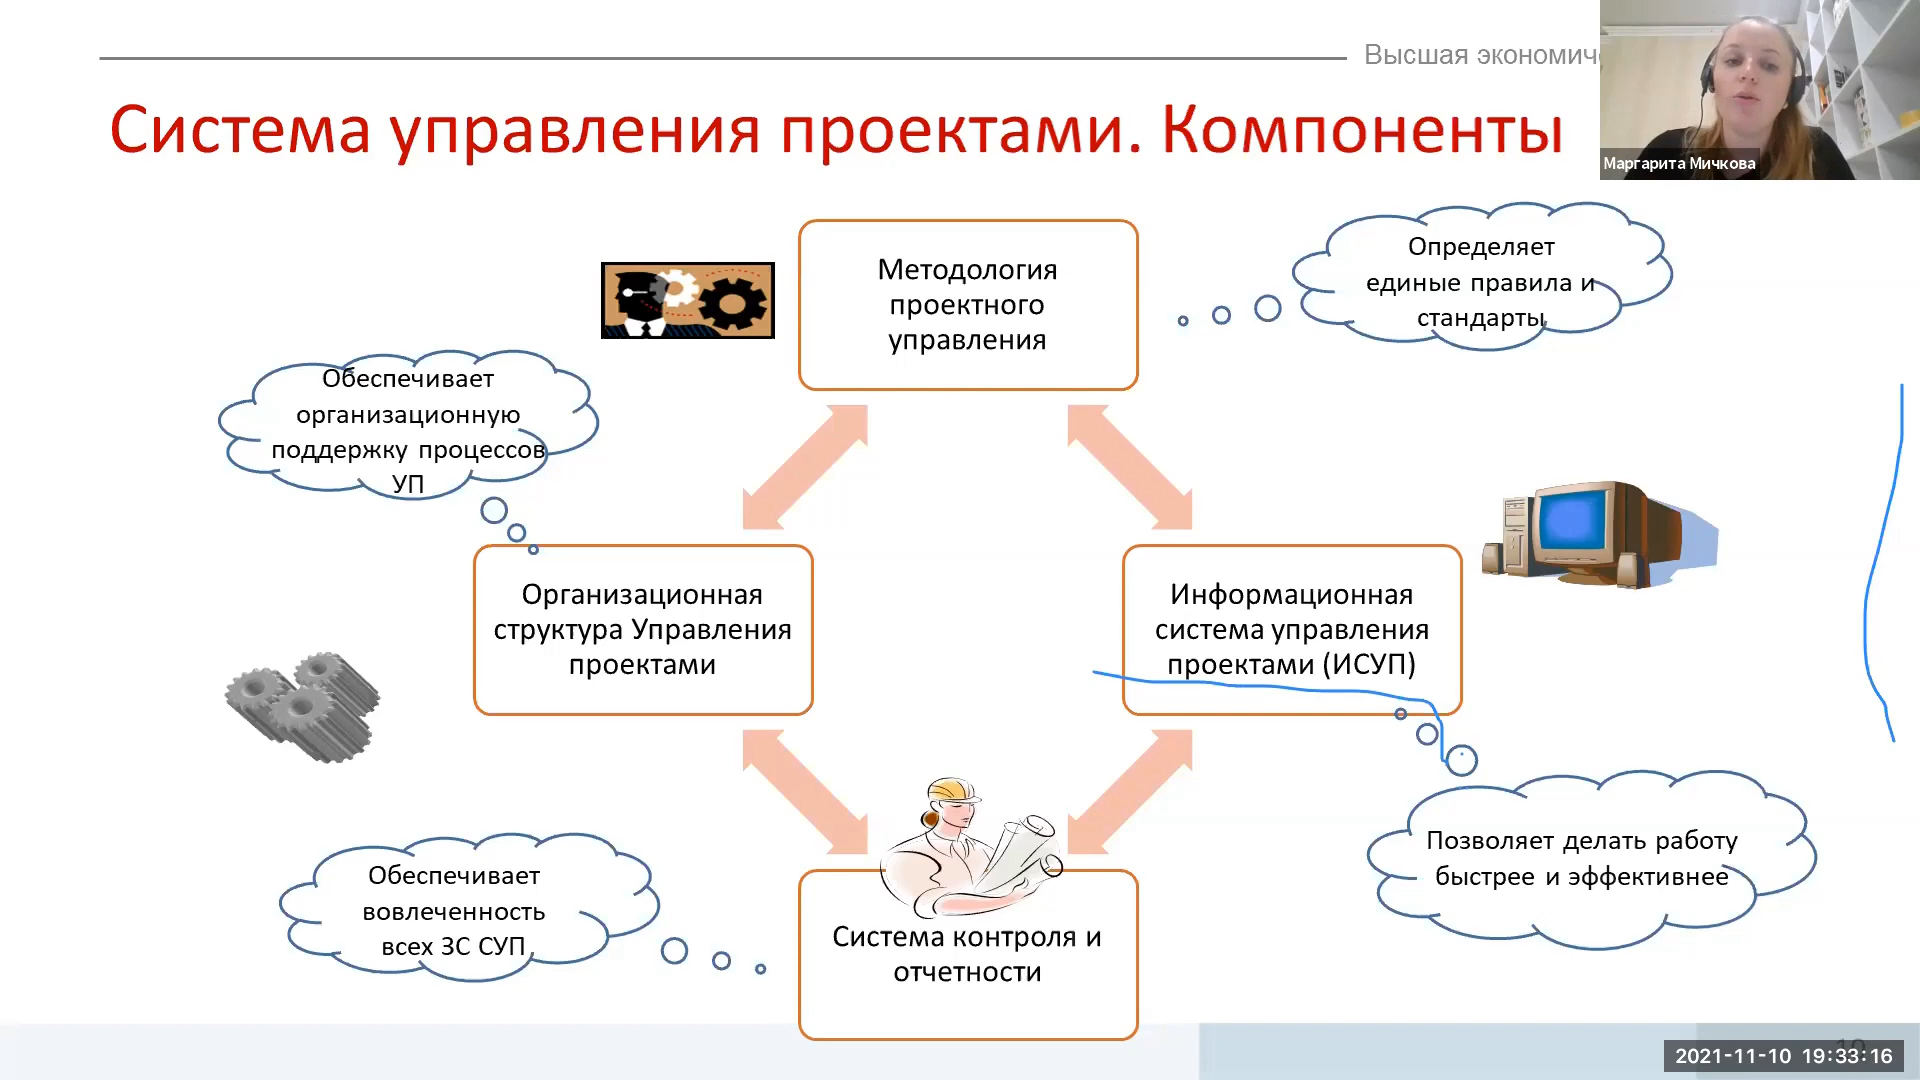 Высшая экономич
Система управления проектами. Компоненты
Маргарита Мичкова
Методология
проектного
управления
Определяет
единые правила и
стандарты
Обеспечивает
организационную
поддержку процессов
УП
Организационная
структура Управления
проектами
Информационная
система управления
проектами (ИСУП)
Позволяет делать работу
быстрее и эффективнее
Обеспечивает
вовлеченность
всех ЗС СУП
Система контроля и
отчетности
2021-11-10 19:33:16